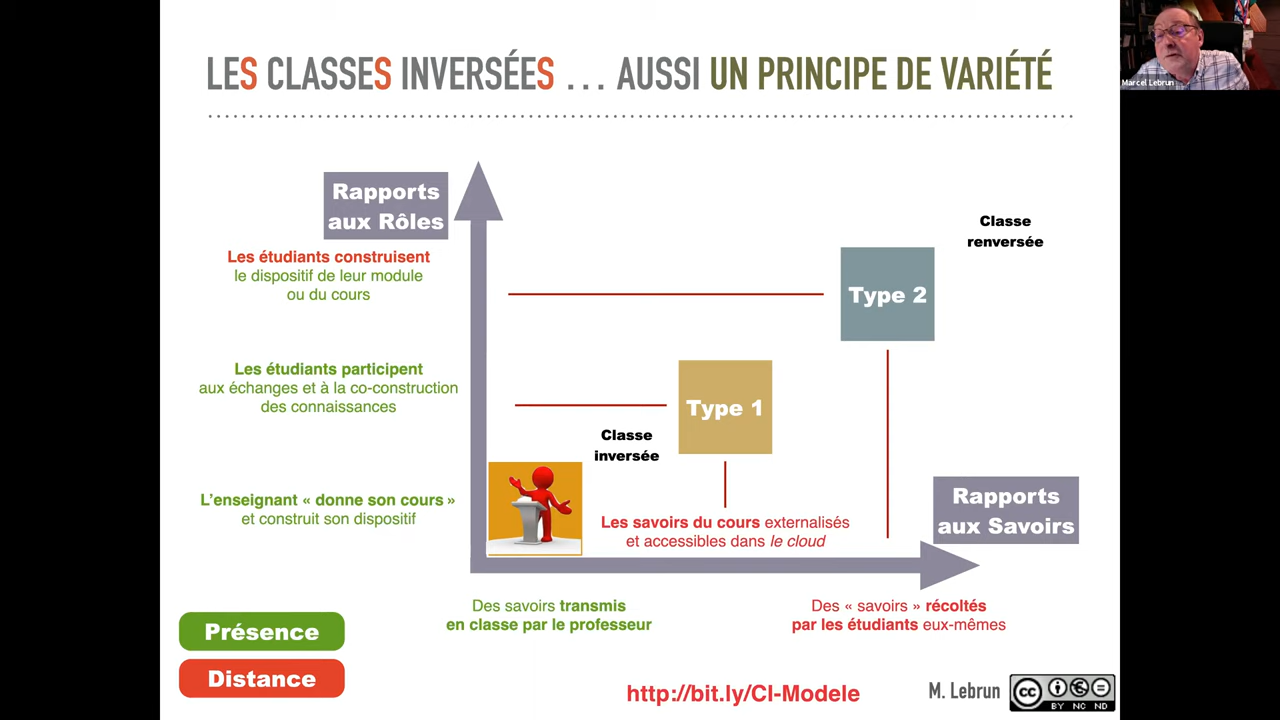 LES CLASSES INVERSÉES ... AUSSI UN PRINCIPE DE VARIÉTÉ
Marcel Lebrun
Rapports
aux Rôles
Les étudiants construisent
le dispositif de leur module
ou du cours
Classe
renversée
Type 2
Les étudiants participent
aux échanges et à la co-construction
des connaissances
Type 1
Classe
inversée
L'enseignant « donne son cours »
et construit son dispositif
Les savoirs du cours externalisés
et accessibles dans le cloud
Rapports
aux Savoirs
Des savoirs transmis
en classe par le professeur
Des « savoirs » récoltés
par les étudiants eux-mêmes
Présence
Distance
http://bit.ly/CI-Modele
M. Lebrun
cc
BY NC ND